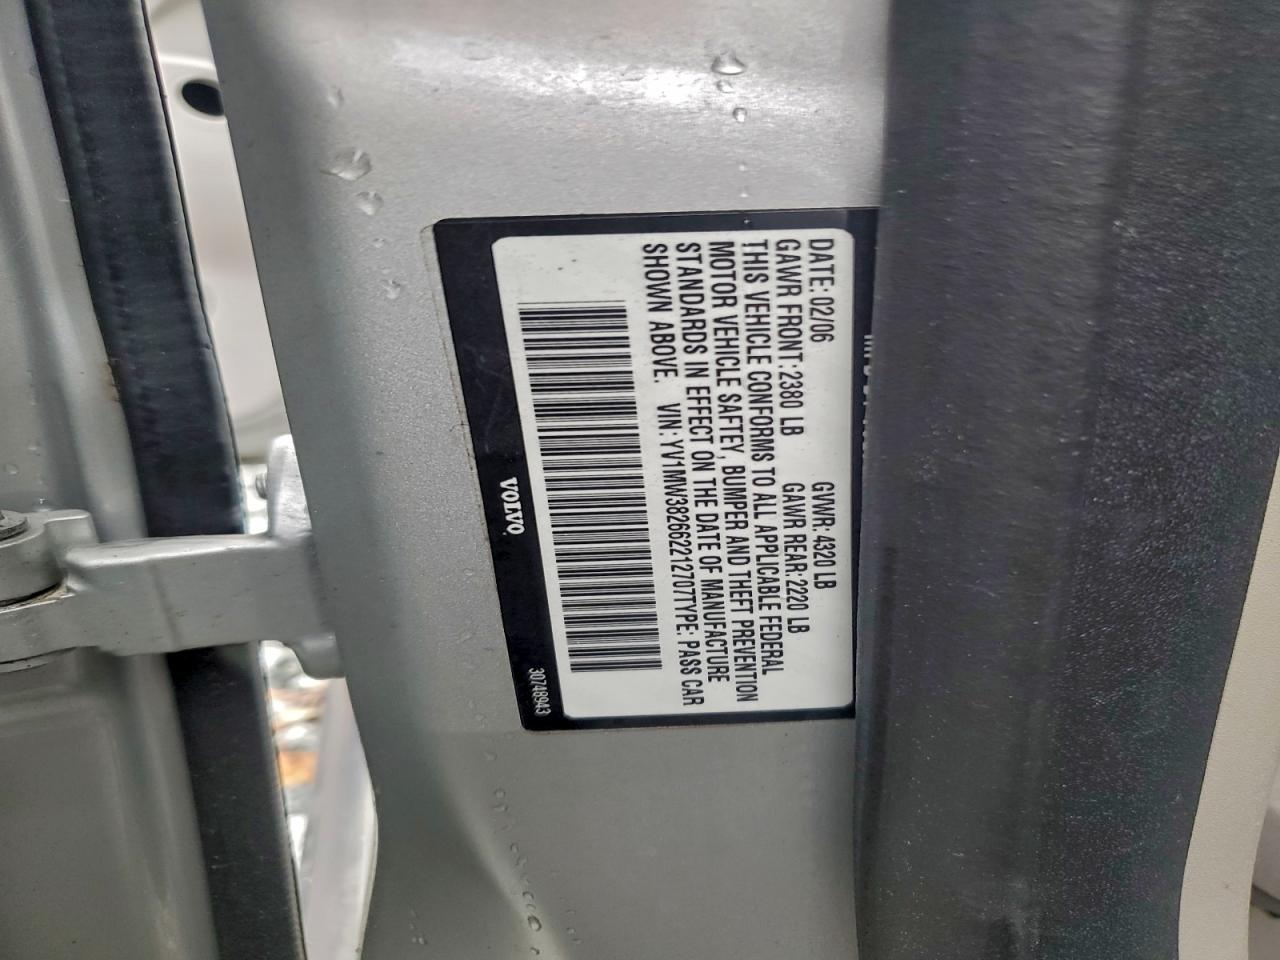 DATE: 02/06 GVWR: 4320 LB
GAWR FRONT: 2380 LB GAWR REAR: 2220 LB
THIS VEHICLE CONFORMS TO ALL APPLICABLE FEDERAL
MOTOR VEHICLE SAFTEY, BUMPER AND THEFT PREVENTION
STANDARDS IN EFFECT ON THE DATE OF MANUFACTURE
SHOWN ABOVE. VIN: YV1MW382662212707TYPE: PASS CAR
VOLVO
30748943